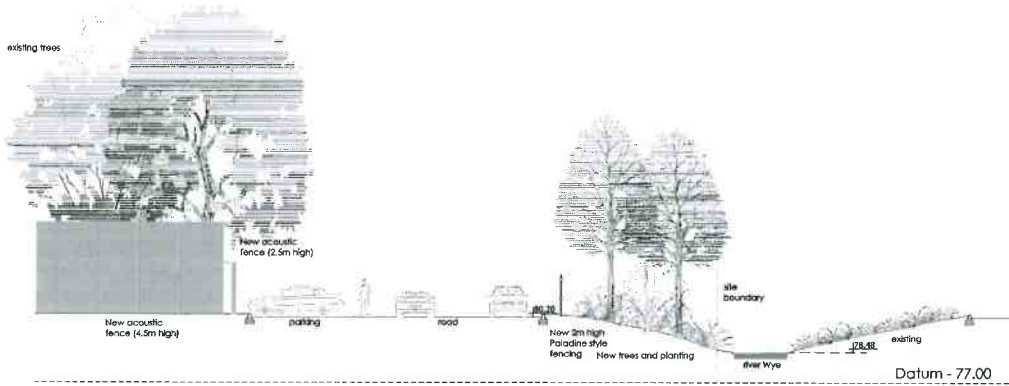 existing trees
New acoustic
fence (2.5m high)
New acoustic
fence (4.5m high)
parking
road
80.20
New 2m high
Paladine style
fencing
New trees and planting
site
boundary
river Wye
78.48
existing
Datum - 77.00